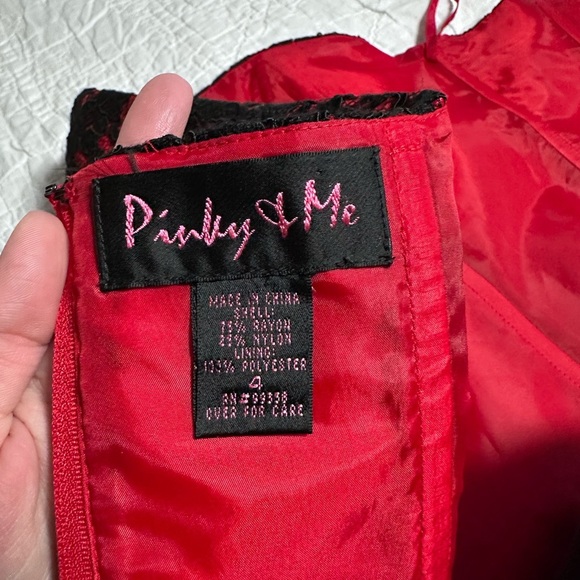 Pinky & Me
MADE IN CHINA
SHELL:
75% RAYON
25% NYLON
LINING:
100% POLYESTER
4
RN# 99358
OVER FOR CARE